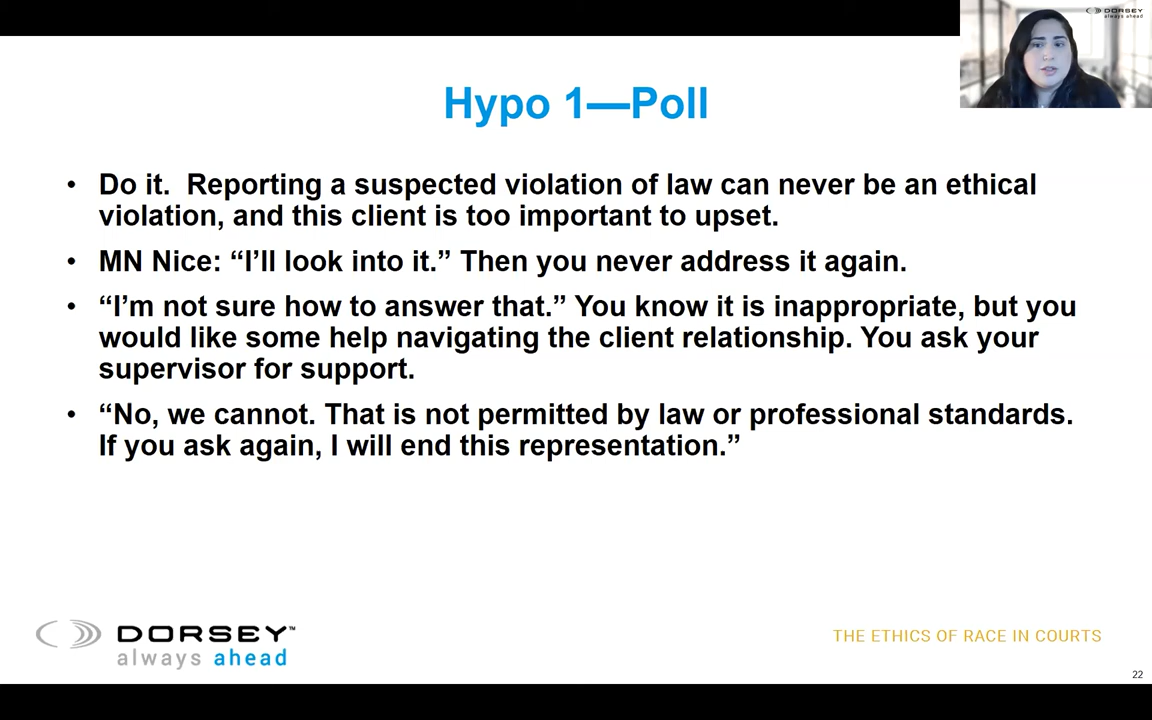 DORSEY
always ahead
Hypo 1—Poll
• Do it.  Reporting a suspected violation of law can never be an ethical
violation, and this client is too important to upset.
• MN Nice: “I’ll look into it.” Then you never address it again.
• “I’m not sure how to answer that.” You know it is inappropriate, but you
would like some help navigating the client relationship. You ask your
supervisor for support.
• “No, we cannot. That is not permitted by law or professional standards.
If you ask again, I will end this representation.”
DORSEY™
always ahead
THE ETHICS OF RACE IN COURTS
22